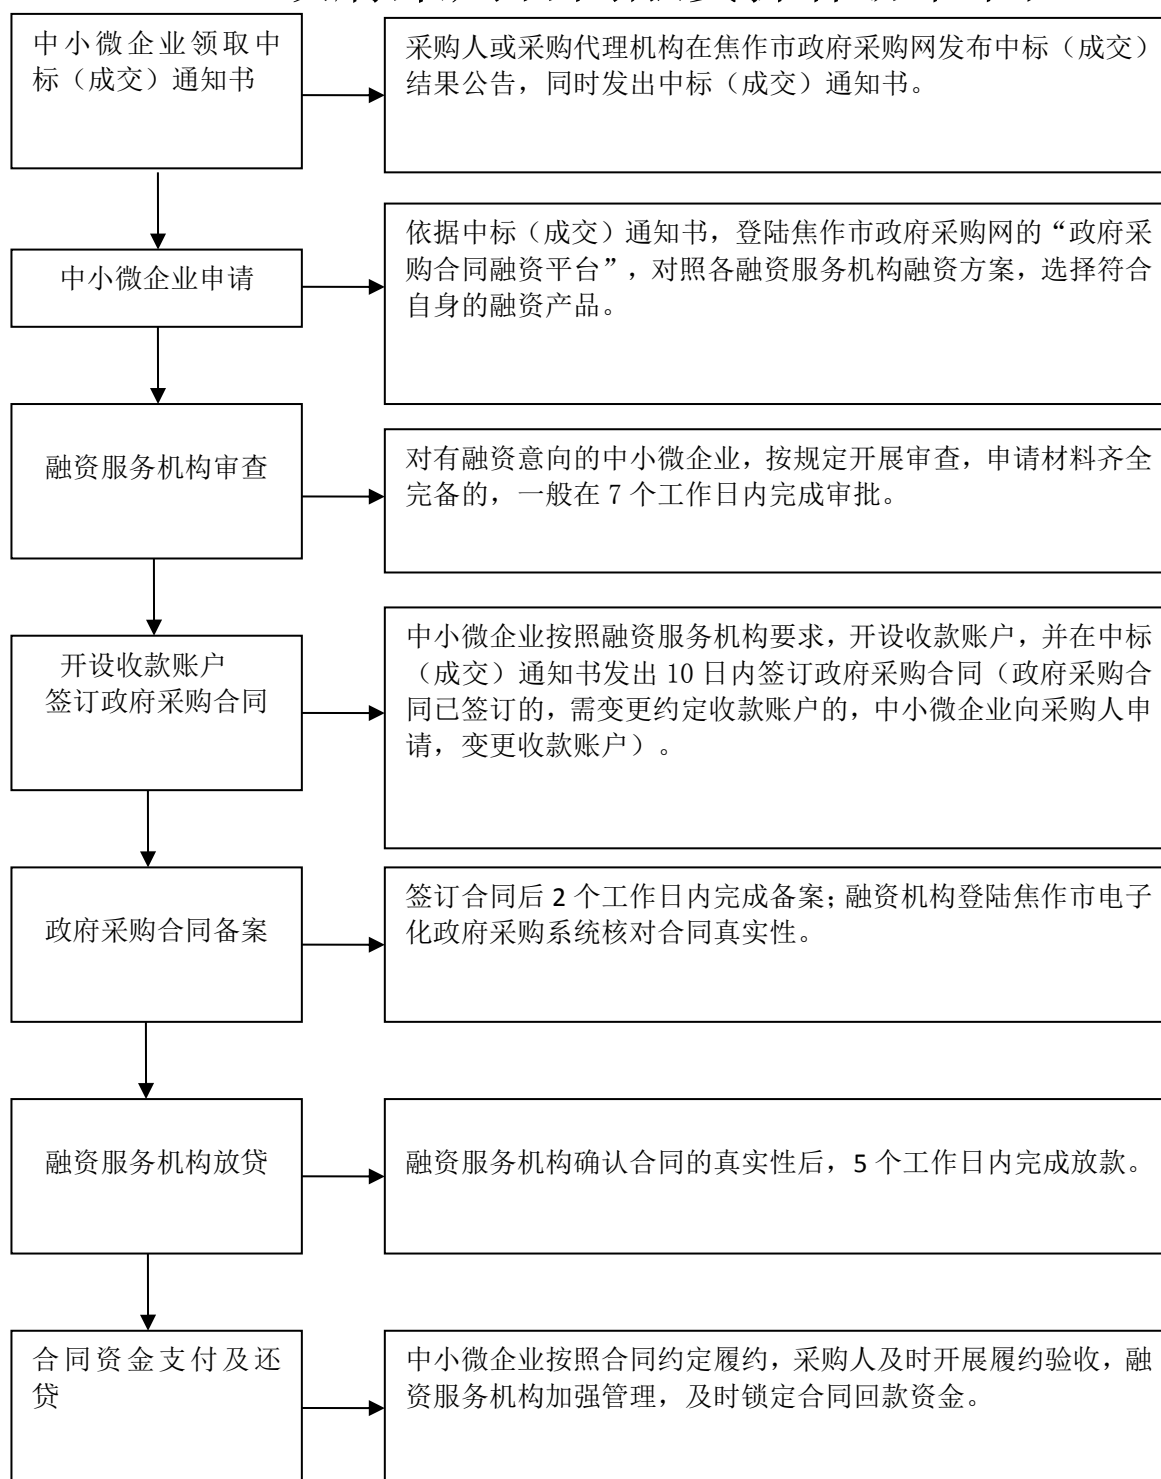 中小微企业领取中
标（成交）通知书
采购人或采购代理机构在焦作市政府采购网发布中标（成交）
结果公告，同时发出中标（成交）通知书。
中小微企业申请
依据中标（成交）通知书，登陆焦作市政府采购网的“政府采
购合同融资平台”，对照各融资服务机构融资方案，选择符合
自身的融资产品。
融资服务机构审查
对有融资意向的中小微企业，按规定开展审查，申请材料齐全
完备的，一般在 7 个工作日内完成审批。
开设收款账户
签订政府采购合同
中小微企业按照融资服务机构要求，开设收款账户，并在中标
（成交）通知书发出 10 日内签订政府采购合同（政府采购合
同已签订的，需变更约定收款账户的，中小微企业向采购人申
请，变更收款账户）。
政府采购合同备案
签订合同后 2 个工作日内完成备案；融资机构登陆焦作市电子
化政府采购系统核对合同真实性。
融资服务机构放贷
融资服务机构确认合同的真实性后，5 个工作日内完成放款。
合同资金支付及还
贷
中小微企业按照合同约定履约，采购人及时开展履约验收，融
资服务机构加强管理，及时锁定合同回款资金。